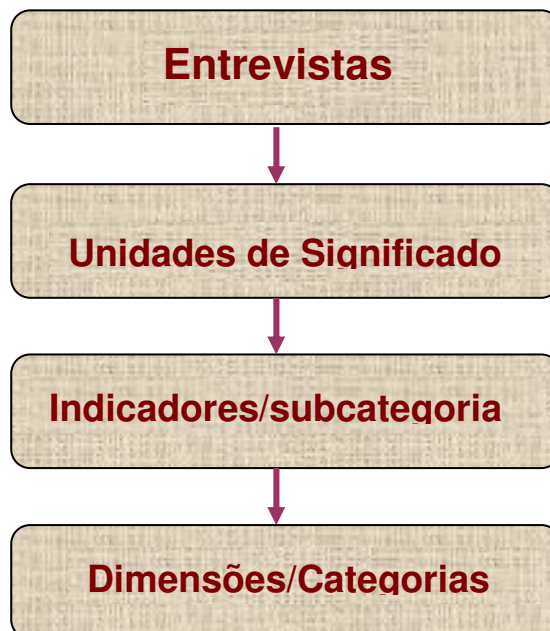 Entrevistas
Unidades de Significado
Indicadores/subcategoria
Dimensões/Categorias